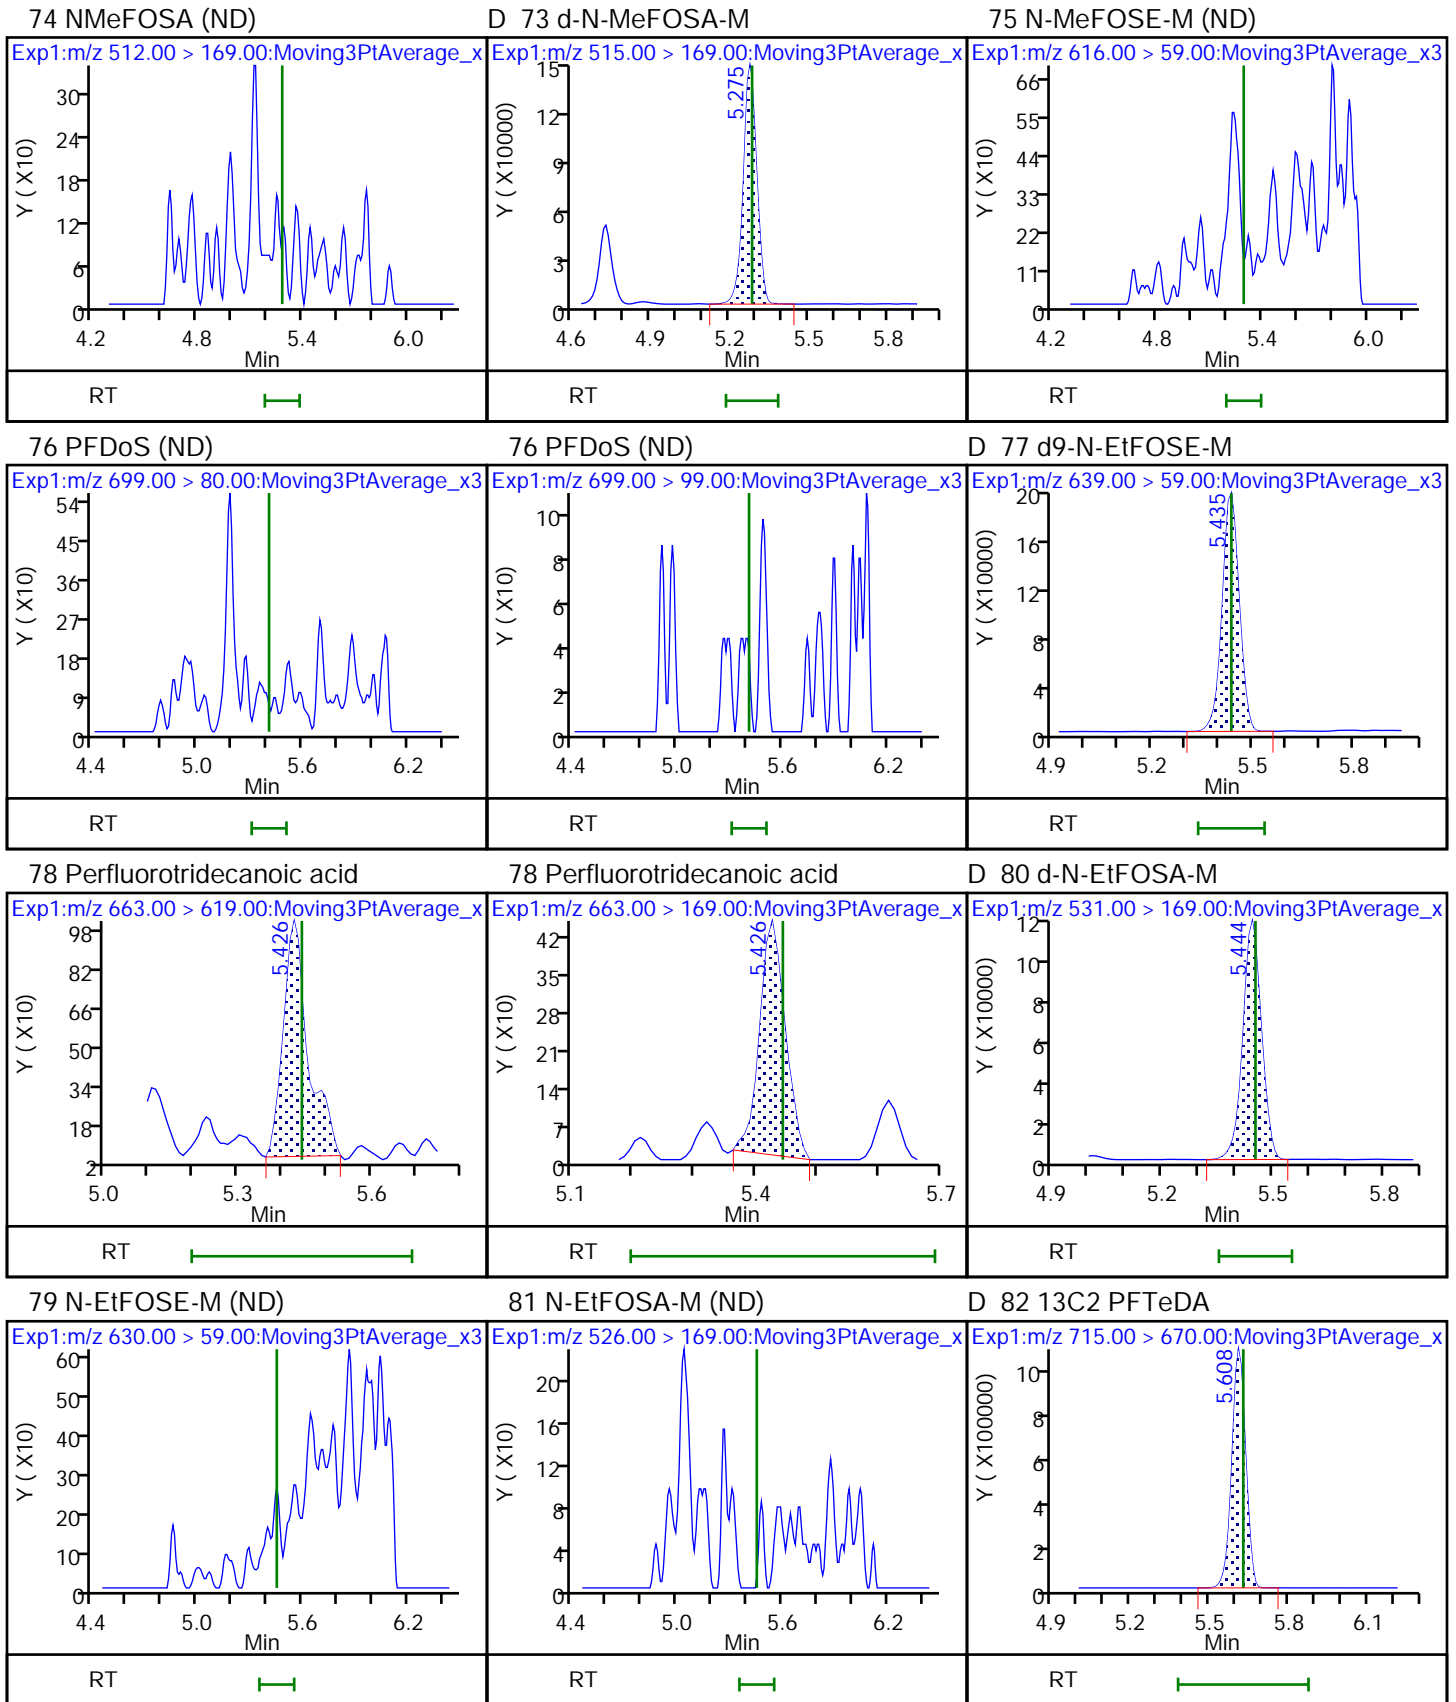 74 NMeFOSA (ND)
Exp1:m/z 512.00 > 169.00:Moving3PtAverage_x
Y ( X10)
30
24
18
12
6
0
4.2 4.8 5.4 6.0
Min
RT
D 73 d-N-MeFOSA-M
Exp1:m/z 515.00 > 169.00:Moving3PtAverage_x
5.275
Y ( X10000)
15
12
9
6
3
0
4.6 4.9 5.2 5.5 5.8
Min
RT
75 N-MeFOSE-M (ND)
Exp1:m/z 616.00 > 59.00:Moving3PtAverage_x3
Y ( X10)
66
55
44
33
22
11
0
4.2 4.8 5.4 6.0
Min
RT
76 PFDoS (ND)
Exp1:m/z 699.00 > 80.00:Moving3PtAverage_x3
Y ( X10)
54
45
36
27
18
9
0
4.4 5.0 5.6 6.2
Min
RT
76 PFDoS (ND)
Exp1:m/z 699.00 > 99.00:Moving3PtAverage_x3
Y ( X10)
10
8
6
4
2
0
4.4 5.0 5.6 6.2
Min
RT
D 77 d9-N-EtFOSE-M
Exp1:m/z 639.00 > 59.00:Moving3PtAverage_x3
5.435
Y ( X10000)
20
16
12
8
4
0
4.9 5.2 5.5 5.8
Min
RT
78 Perfluorotridecanoic acid
Exp1:m/z 663.00 > 619.00:Moving3PtAverage_x
5.426
Y ( X10)
98
82
66
50
34
18
2
5.0 5.3 5.6
Min
RT
78 Perfluorotridecanoic acid
Exp1:m/z 663.00 > 169.00:Moving3PtAverage_x
5.426
Y ( X10)
42
35
28
21
14
7
0
5.1 5.4 5.7
Min
RT
D 80 d-N-EtFOSA-M
Exp1:m/z 531.00 > 169.00:Moving3PtAverage_x
5.444
Y ( X10000)
12
10
8
6
4
2
0
4.9 5.2 5.5 5.8
Min
RT
79 N-EtFOSE-M (ND)
Exp1:m/z 630.00 > 59.00:Moving3PtAverage_x3
Y ( X10)
60
50
40
30
20
10
0
4.4 5.0 5.6 6.2
Min
RT
81 N-EtFOSA-M (ND)
Exp1:m/z 526.00 > 169.00:Moving3PtAverage_x
Y ( X10)
20
16
12
8
4
0
4.4 5.0 5.6 6.2
Min
RT
D 82 13C2 PFTeDA
Exp1:m/z 715.00 > 670.00:Moving3PtAverage_x
5.608
Y ( X100000)
10
8
6
4
2
0
4.9 5.2 5.5 5.8 6.1
Min
RT